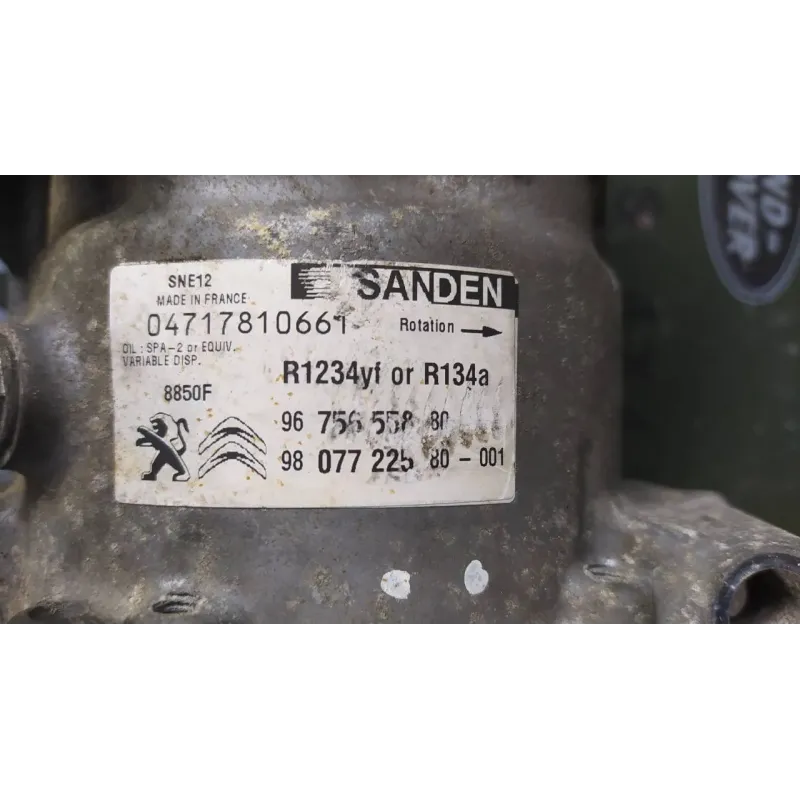 SNE12
SANDEN
MADE IN FRANCE
04717810661
Rotation
OIL : SPA-2 or EQUIV.
VARIABLE DISP.
R1234yf or R134a
8850F
96 756 558 80
98 077 225 80 - 001